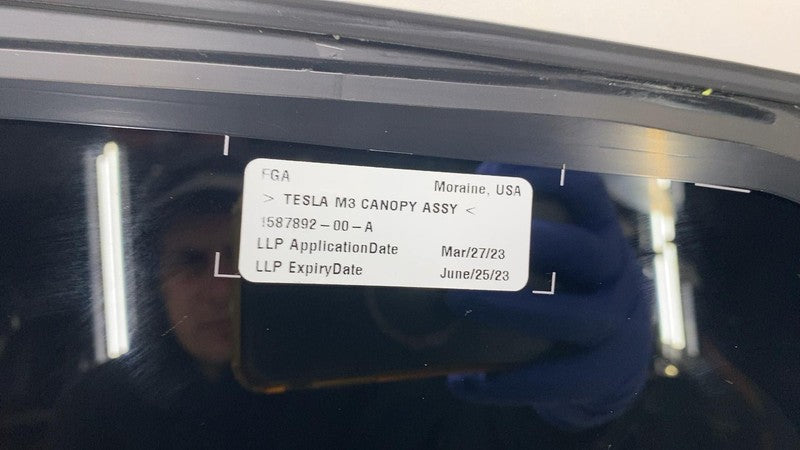 FGA Moraine, USA
> TESLA M3 CANOPY ASSY <
1587892-00-A
LLP ApplicationDate Mar/27/23
LLP ExpiryDate June/25/23